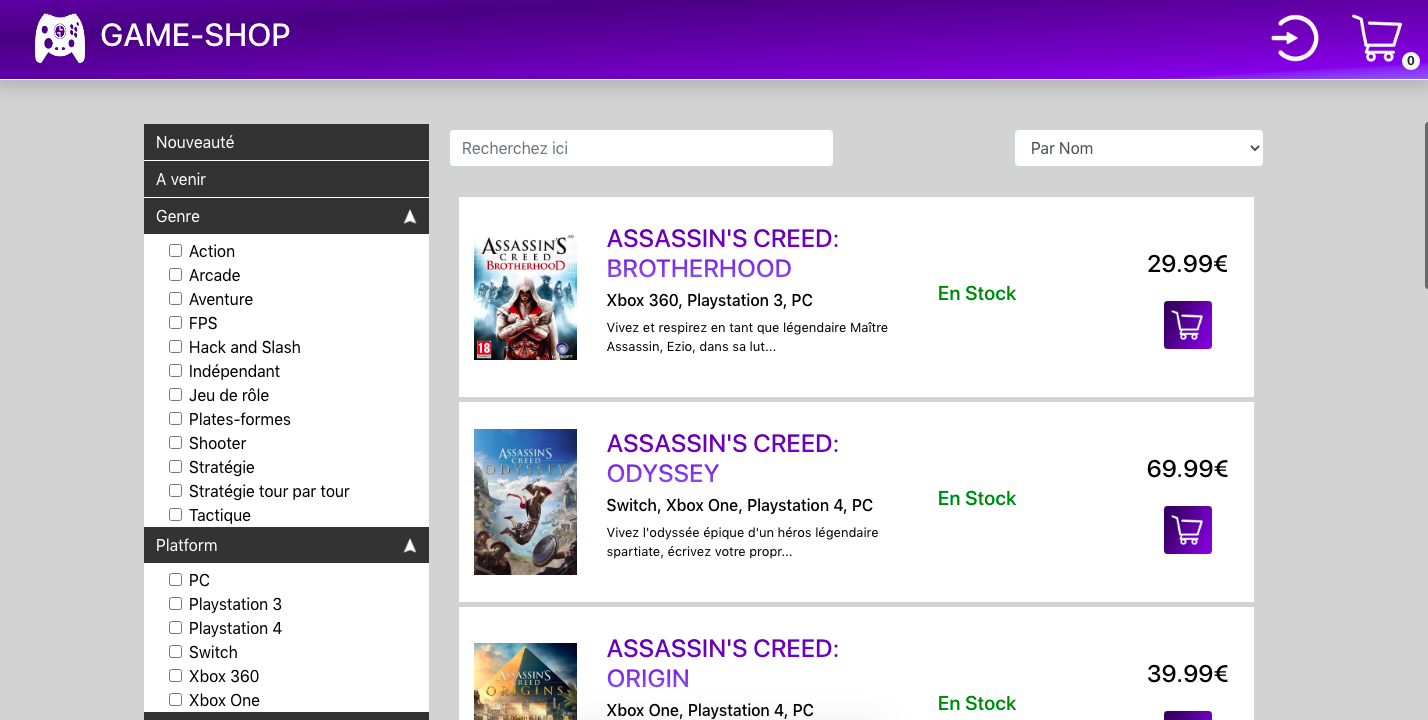 GAME-SHOP
0
Nouveauté
A venir
Genre
Action
Arcade
Aventure
FPS
Hack and Slash
Indépendant
Jeu de rôle
Plates-formes
Shooter
Stratégie
Stratégie tour par tour
Tactique
Platform
PC
Playstation 3
Playstation 4
Switch
Xbox 360
Xbox One
Recherchez ici
Par Nom
ASSASSIN'S
CREED
BROTHERHOOD
18
UBISOFT
ASSASSIN'S CREED:
BROTHERHOOD
Xbox 360, Playstation 3, PC
Vivez et respirez en tant que légendaire Maître
Assassin, Ezio, dans sa lut...
En Stock
29.99€
ASSASSIN'S
CREED
ODYSSEY
ASSASSIN'S CREED:
ODYSSEY
Switch, Xbox One, Playstation 4, PC
Vivez l'odyssée épique d'un héros légendaire
spartiate, écrivez votre propr...
En Stock
69.99€
ASSASSIN'S
CREED
ORIGINS
ASSASSIN'S CREED:
ORIGIN
Xbox One, Playstation 4, PC
En Stock
39.99€